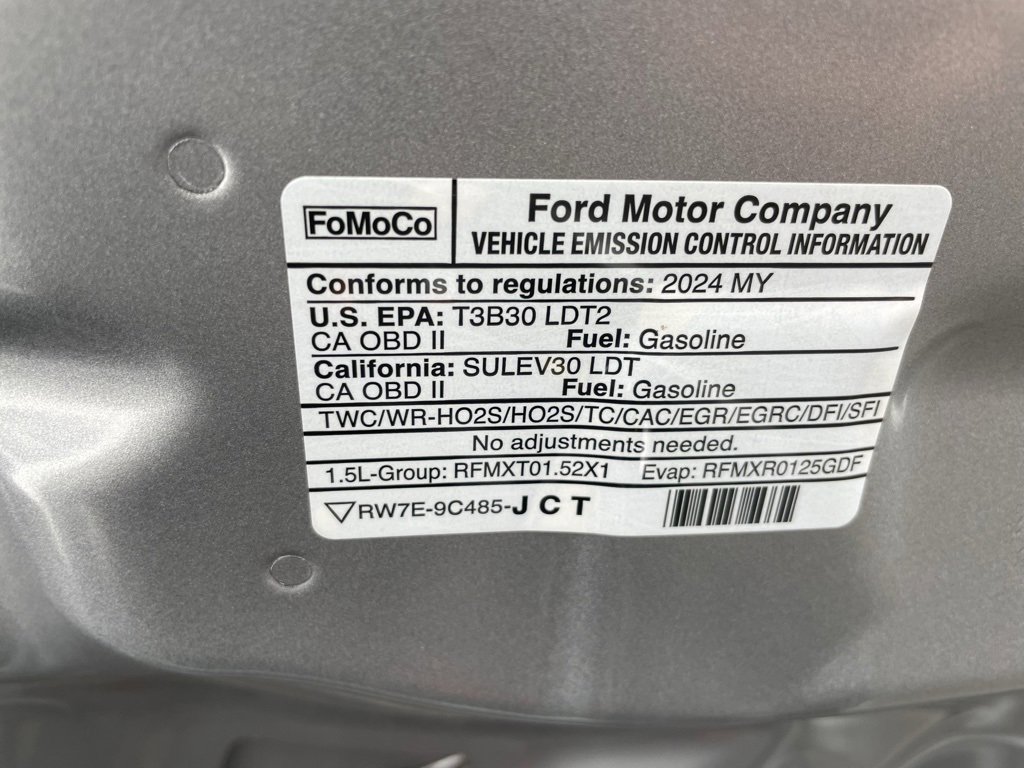 FoMoCo
Ford Motor Company
VEHICLE EMISSION CONTROL INFORMATION
Conforms to regulations: 2024 MY
U.S. EPA: T3B30 LDT2
CA OBD II Fuel: Gasoline
California: SULEV30 LDT
CA OBD II Fuel: Gasoline
TWC/WR-HO2S/HO2S/TC/CAC/EGR/EGRC/DFI/SFI
No adjustments needed.
1.5L-Group: RFMXT01.52X1 Evap: RFMXR0125GDF
RW7E-9C485-J C T